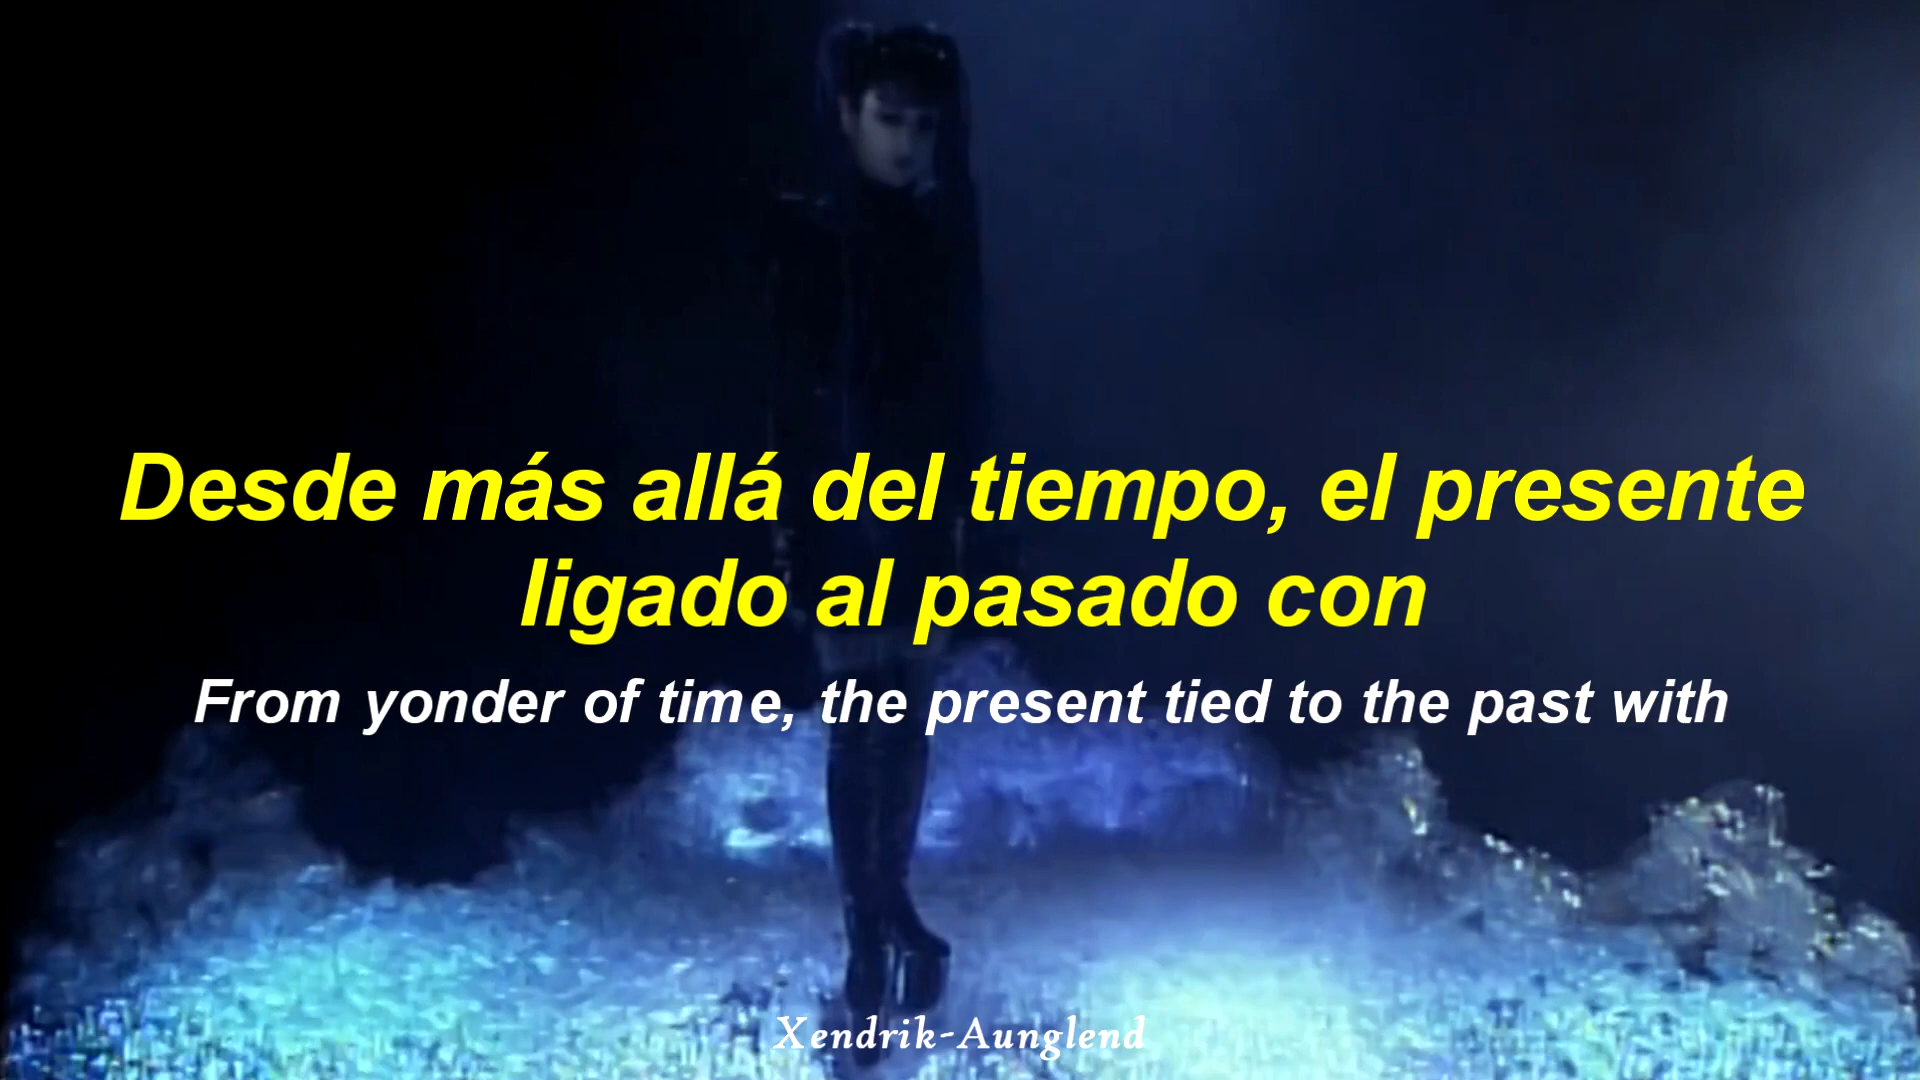 Desde más allá del tiempo, el presente
ligado al pasado con
From yonder of time, the present tied to the past with
Xendrik-Aunglend